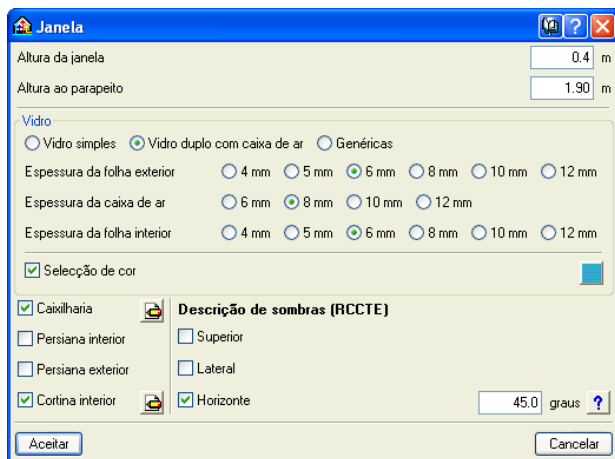 Janela
Altura da janela 0.4 m
Altura ao parapeito 1.90 m
Vidro
Vidro simples Vidro duplo com caixa de ar Genéricas
Espessura da folha exterior 4 mm 5 mm 6 mm 8 mm 10 mm 12 mm
Espessura da caixa de ar 6 mm 8 mm 10 mm 12 mm
Espessura da folha interior 4 mm 5 mm 6 mm 8 mm 10 mm 12 mm
Selecção de cor
Caixilharia Descrição de sombras (RCCTE)
Persiana interior Superior
Persiana exterior Lateral
Cortina interior Horizonte 45.0 graus ?
Aceitar Cancelar